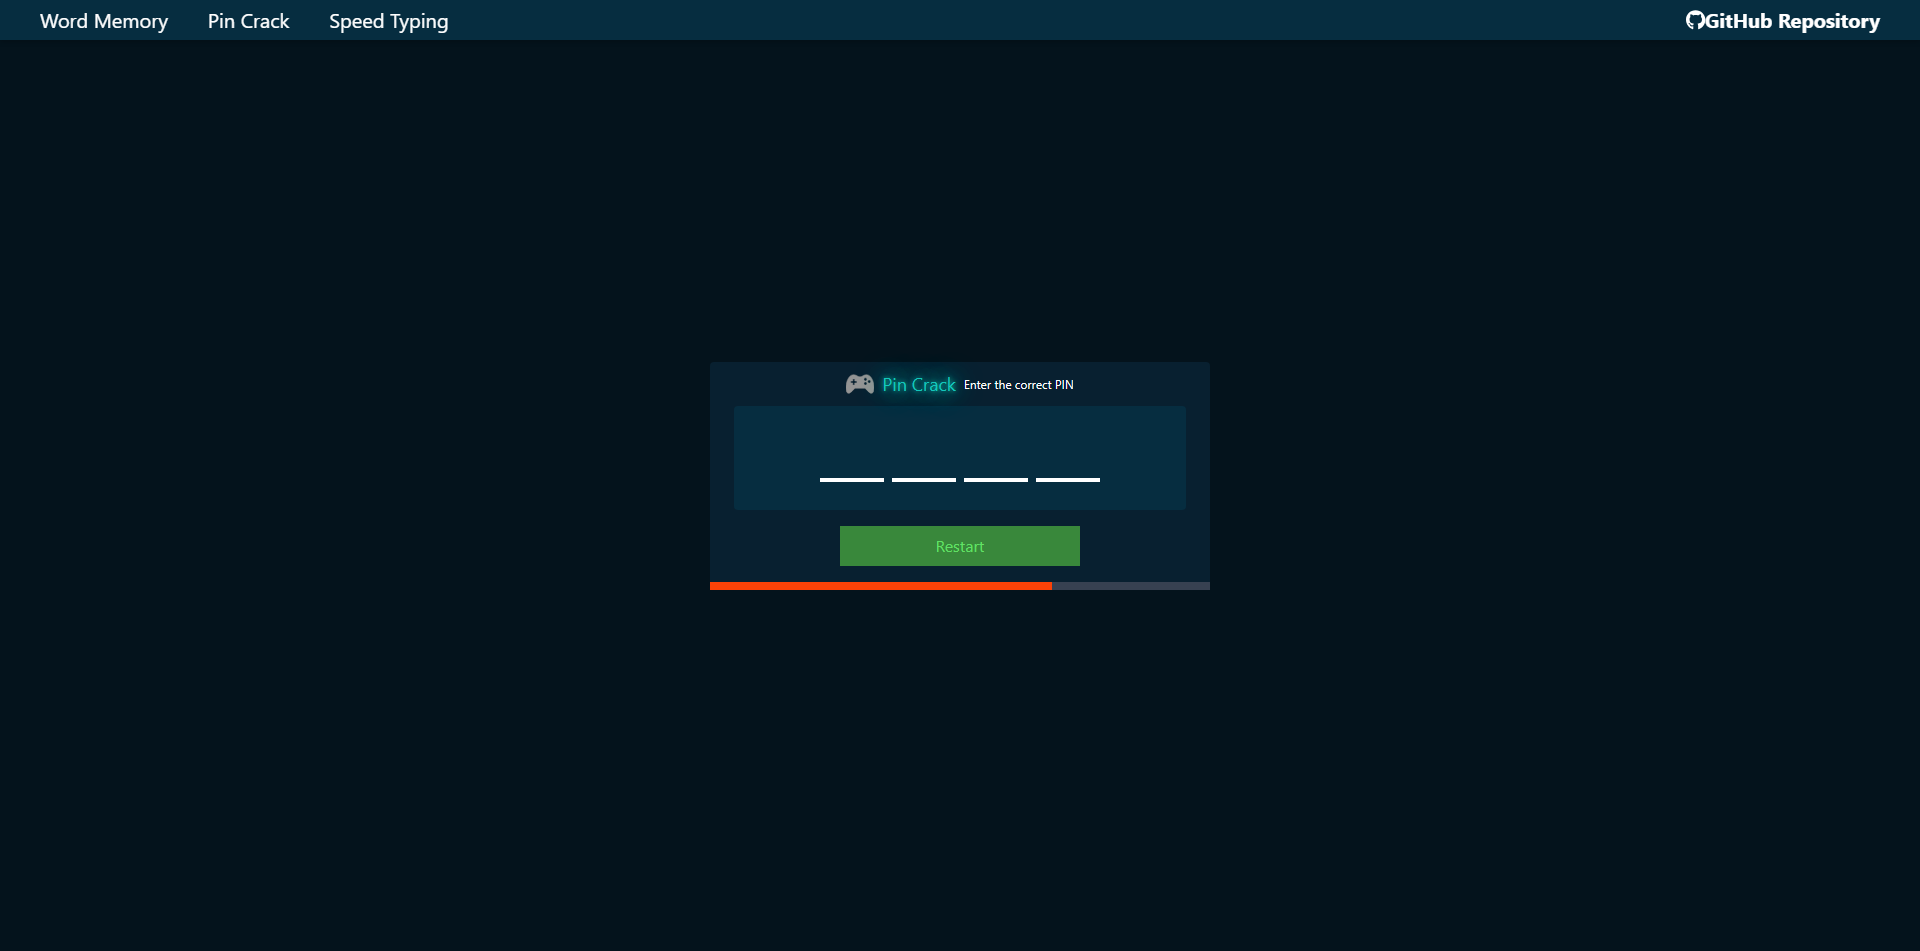 Word Memory Pin Crack Speed Typing GitHub Repository
Pin Crack Enter the correct PIN
Restart